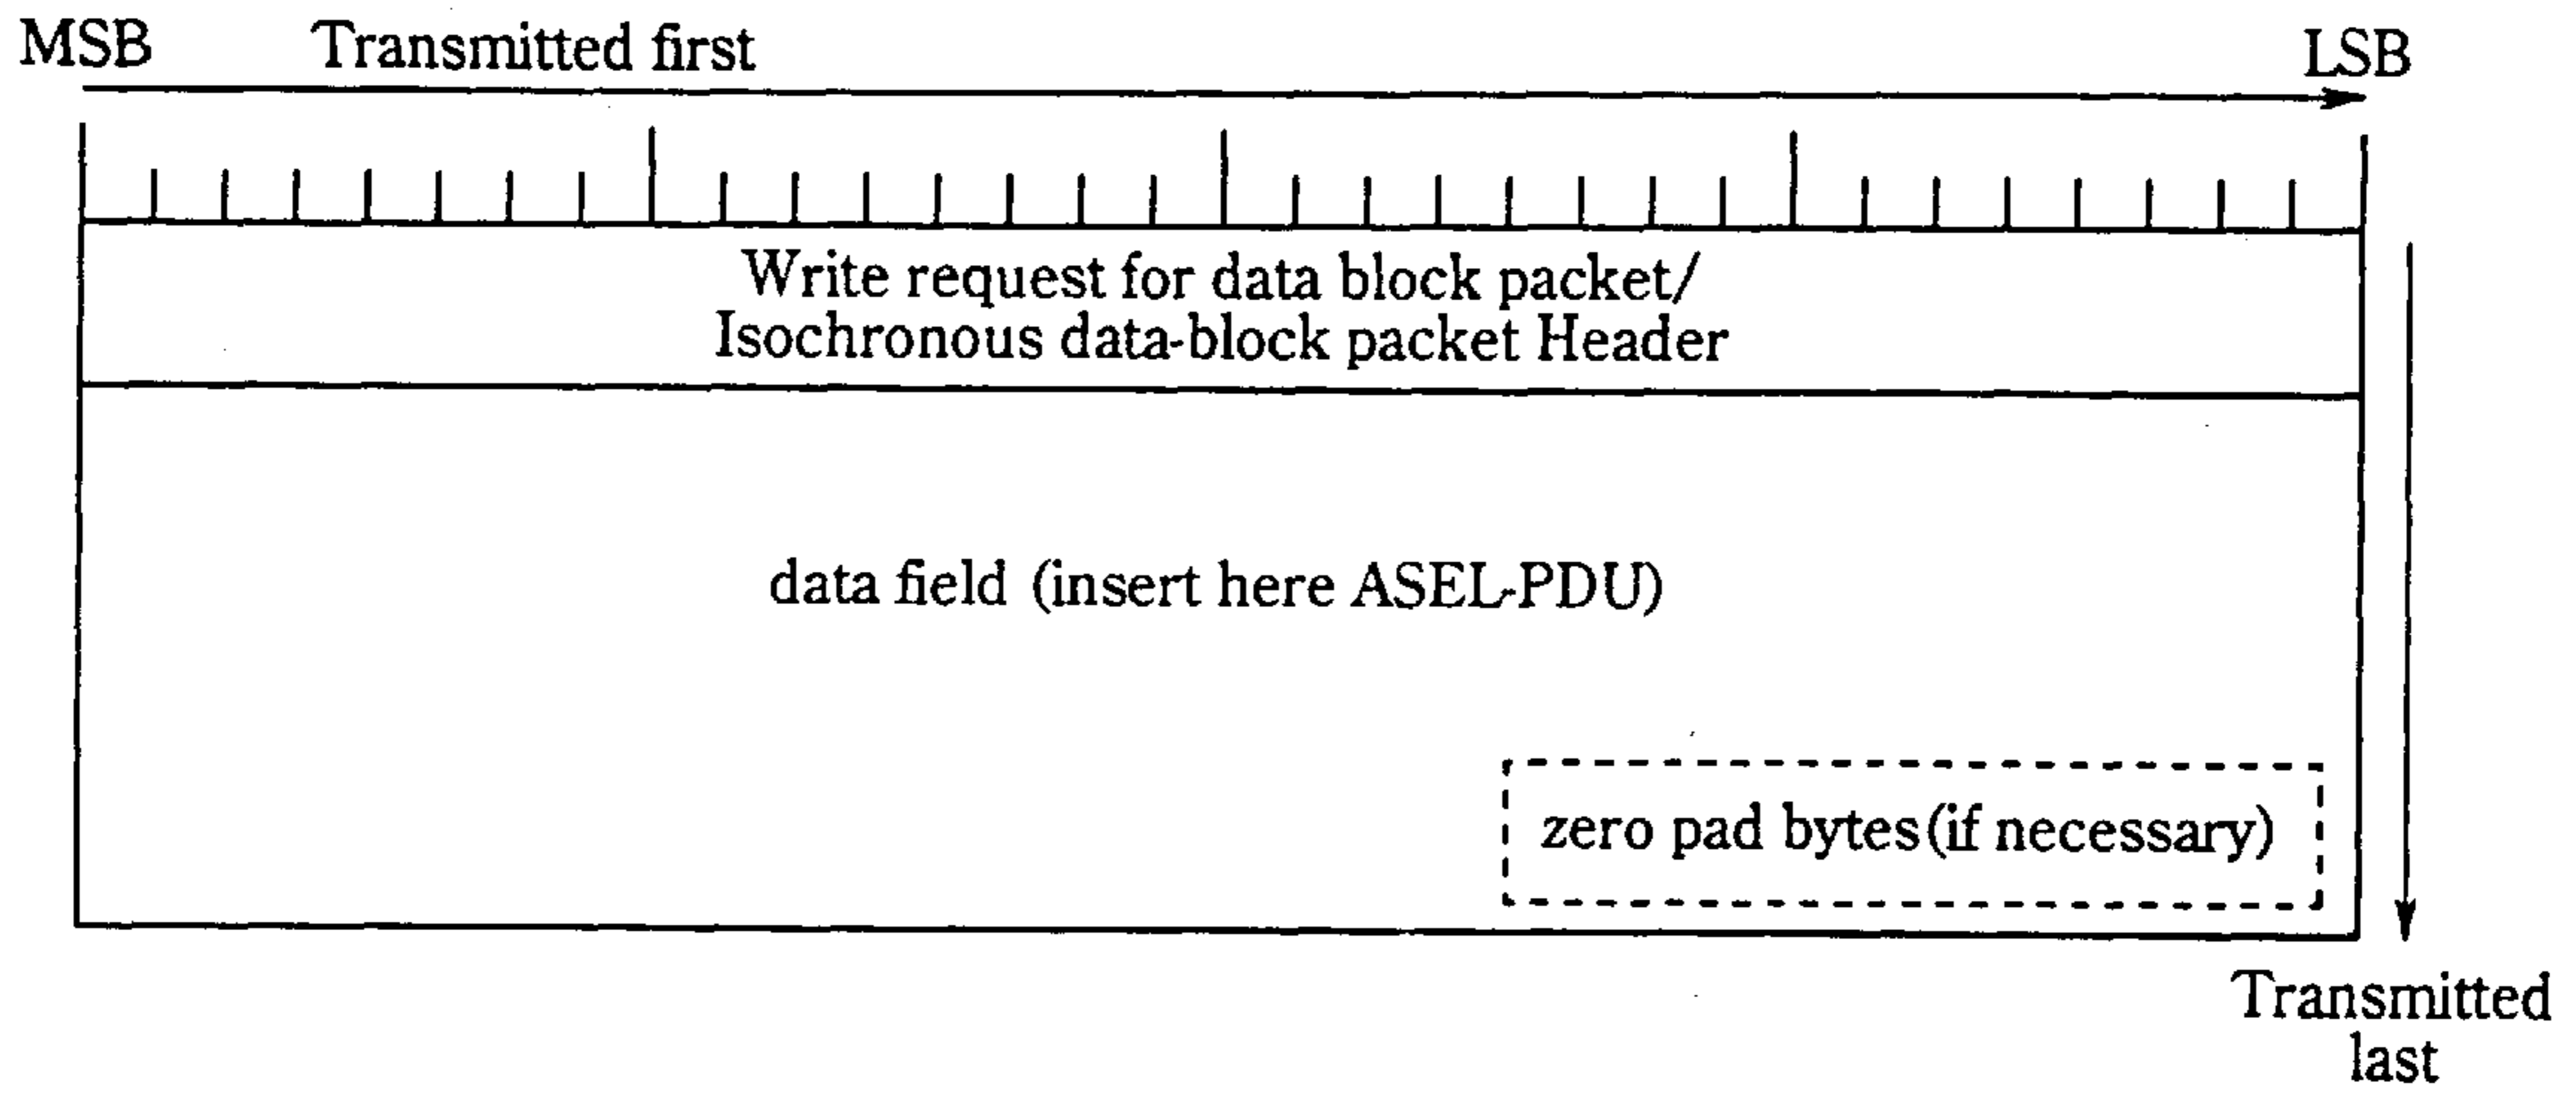 MSB Transmitted first LSB
Write request for data block packet/
Isochronous data-block packet Header
data field (insert here ASEL-PDU)
zero pad bytes(if necessary)
Transmitted
last